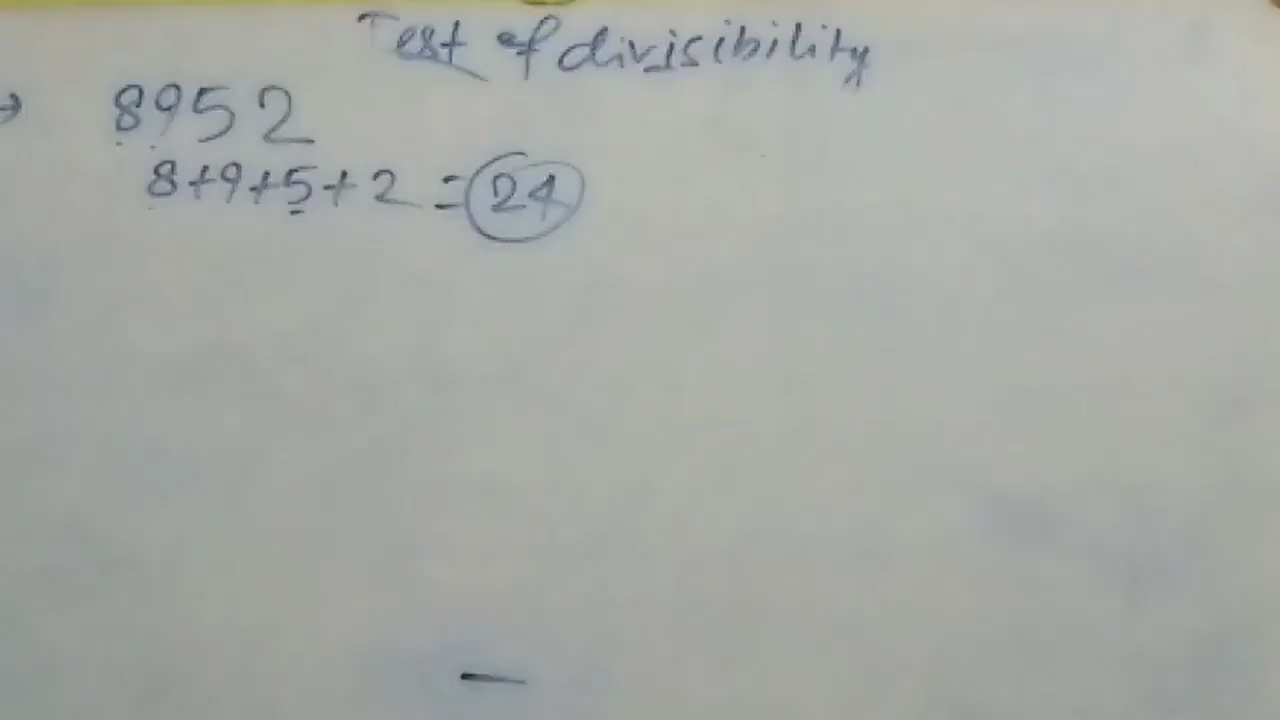 Test of divisibility
→ 8952
8+9+5+2 = 24